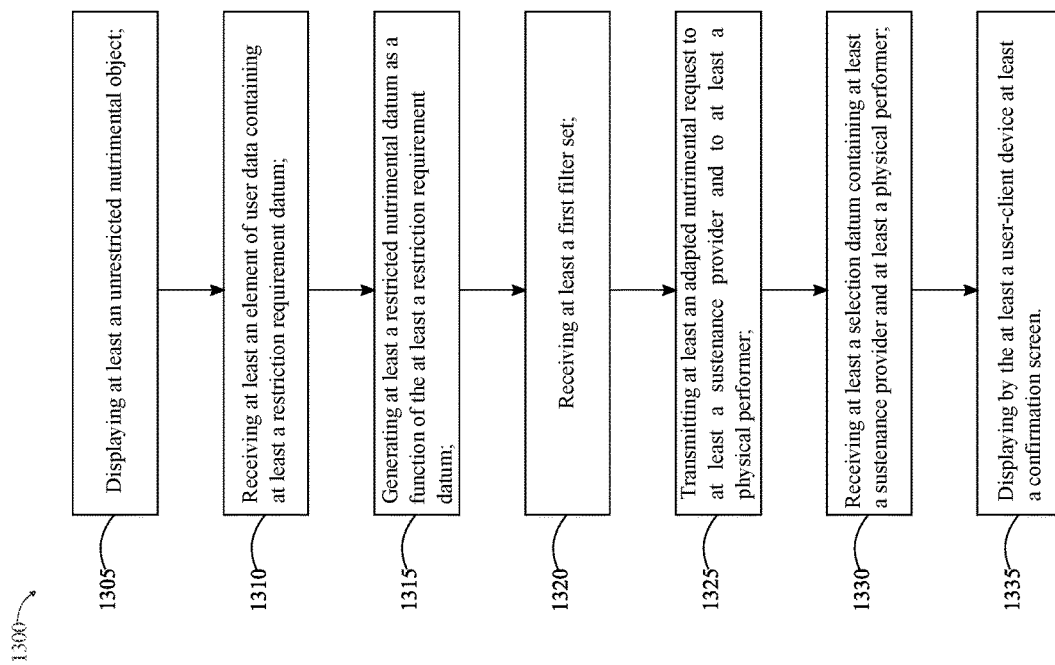 1300
1305
Displaying at least an unrestricted nutrimental object;
1310
Receiving at least an element of user data containing
at least a restriction requirement datum;
1315
Generating at least a restricted nutrimental datum as a
function of the at least a restriction requirement
datum;
1320
Receiving at least a first filter set;
1325
Transmitting at least an adapted nutrimental request to
at least a sustenance provider and to at least a
physical performer;
1330
Receiving at least a selection datum containing at least
a sustenance provider and at least a physical performer;
1335
Displaying by the at least a user-client device at least
a confirmation screen.